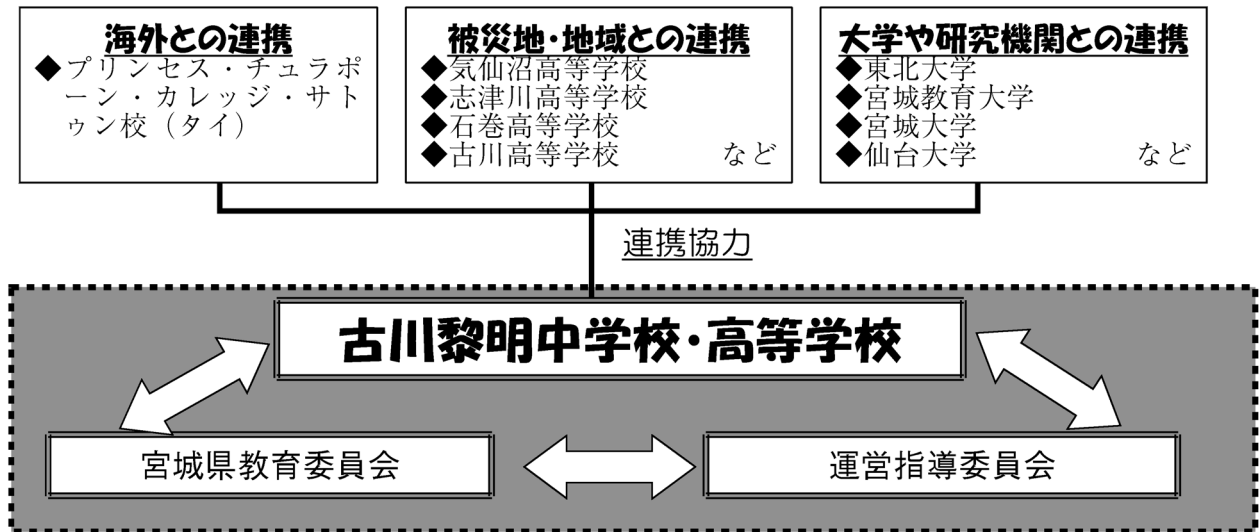 海外との連携
◆プリンセス・チュラポ
ーン・カレッジ・サト
ゥン校（タイ）
被災地・地域との連携
◆気仙沼高等学校
◆志津川高等学校
◆石巻高等学校
◆古川高等学校 など
大学や研究機関との連携
◆東北大学
◆宮城教育大学
◆宮城大学
◆仙台大学 など
連携協力
古川黎明中学校・高等学校
宮城県教育委員会
運営指導委員会